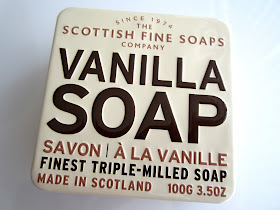 SINCE 1974
THE
SCOTTISH FINE SOAPS
COMPANY
VANILLA
SOAP
SAVON | À LA VANILLE
FINEST TRIPLE-MILLED SOAP
MADE IN SCOTLAND 100G 3.5OZ